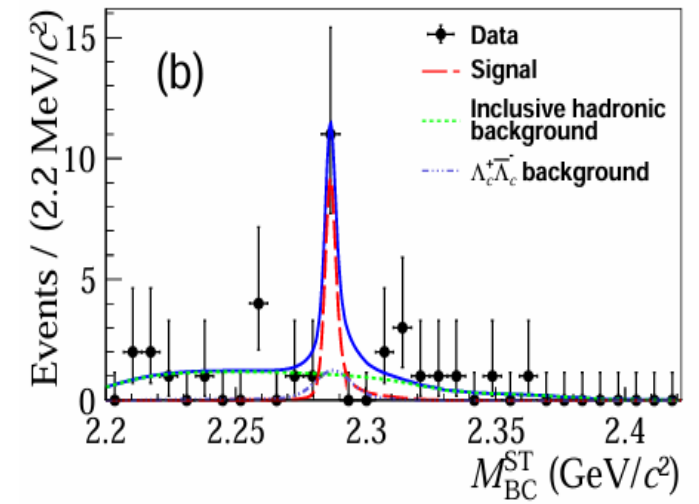 Events / (2.2 MeV/c²)
15
10
5
0
(b)
Data
Signal
Inclusive hadronic
background
Λc⁺Λ̅c⁻ background
2.2 2.25 2.3 2.35 2.4
M_BC^ST (GeV/c²)